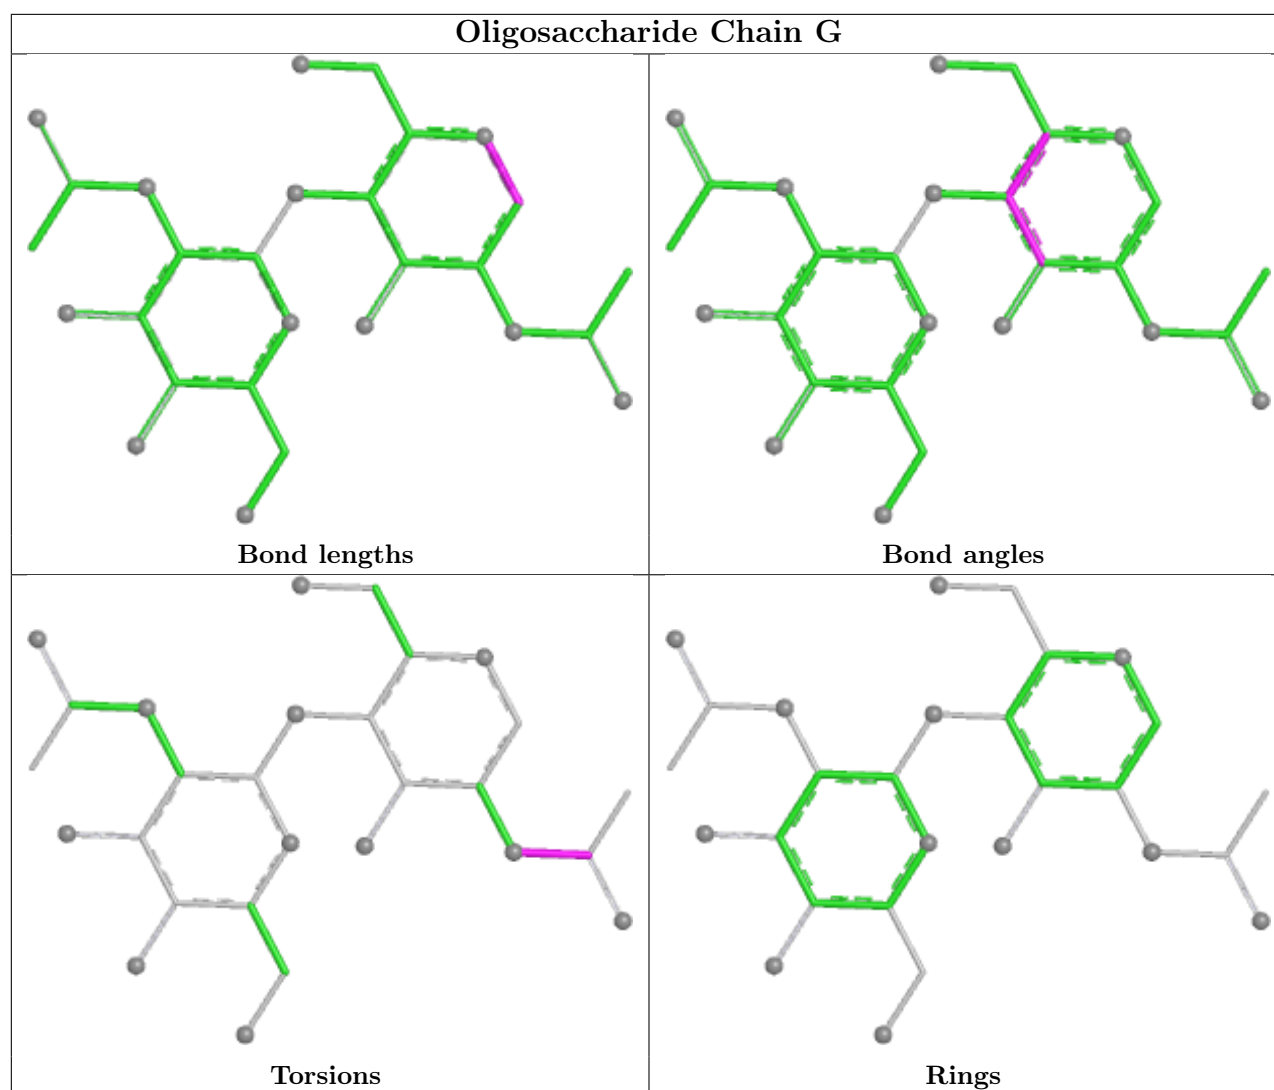 Oligosaccharide Chain G
Bond lengths
Bond angles
Torsions
Rings